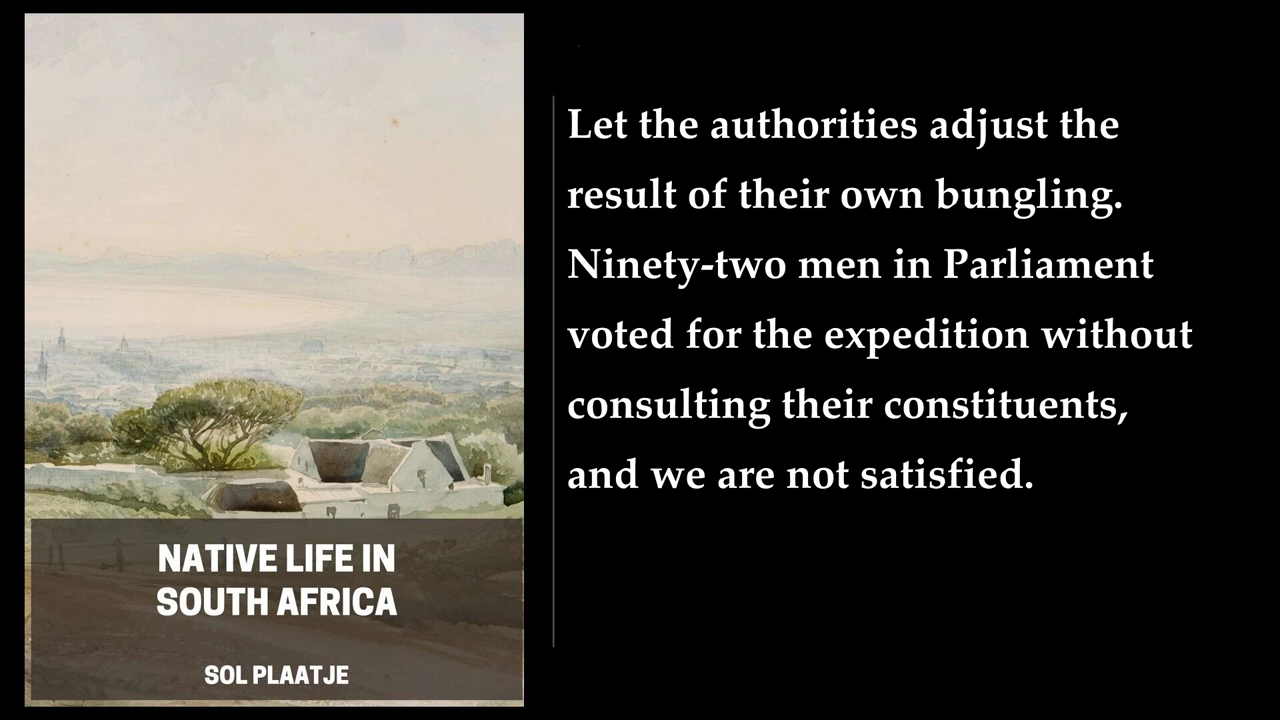 NATIVE LIFE IN
SOUTH AFRICA
SOL PLAATJE
Let the authorities adjust the
result of their own bungling.
Ninety-two men in Parliament
voted for the expedition without
consulting their constituents,
and we are not satisfied.